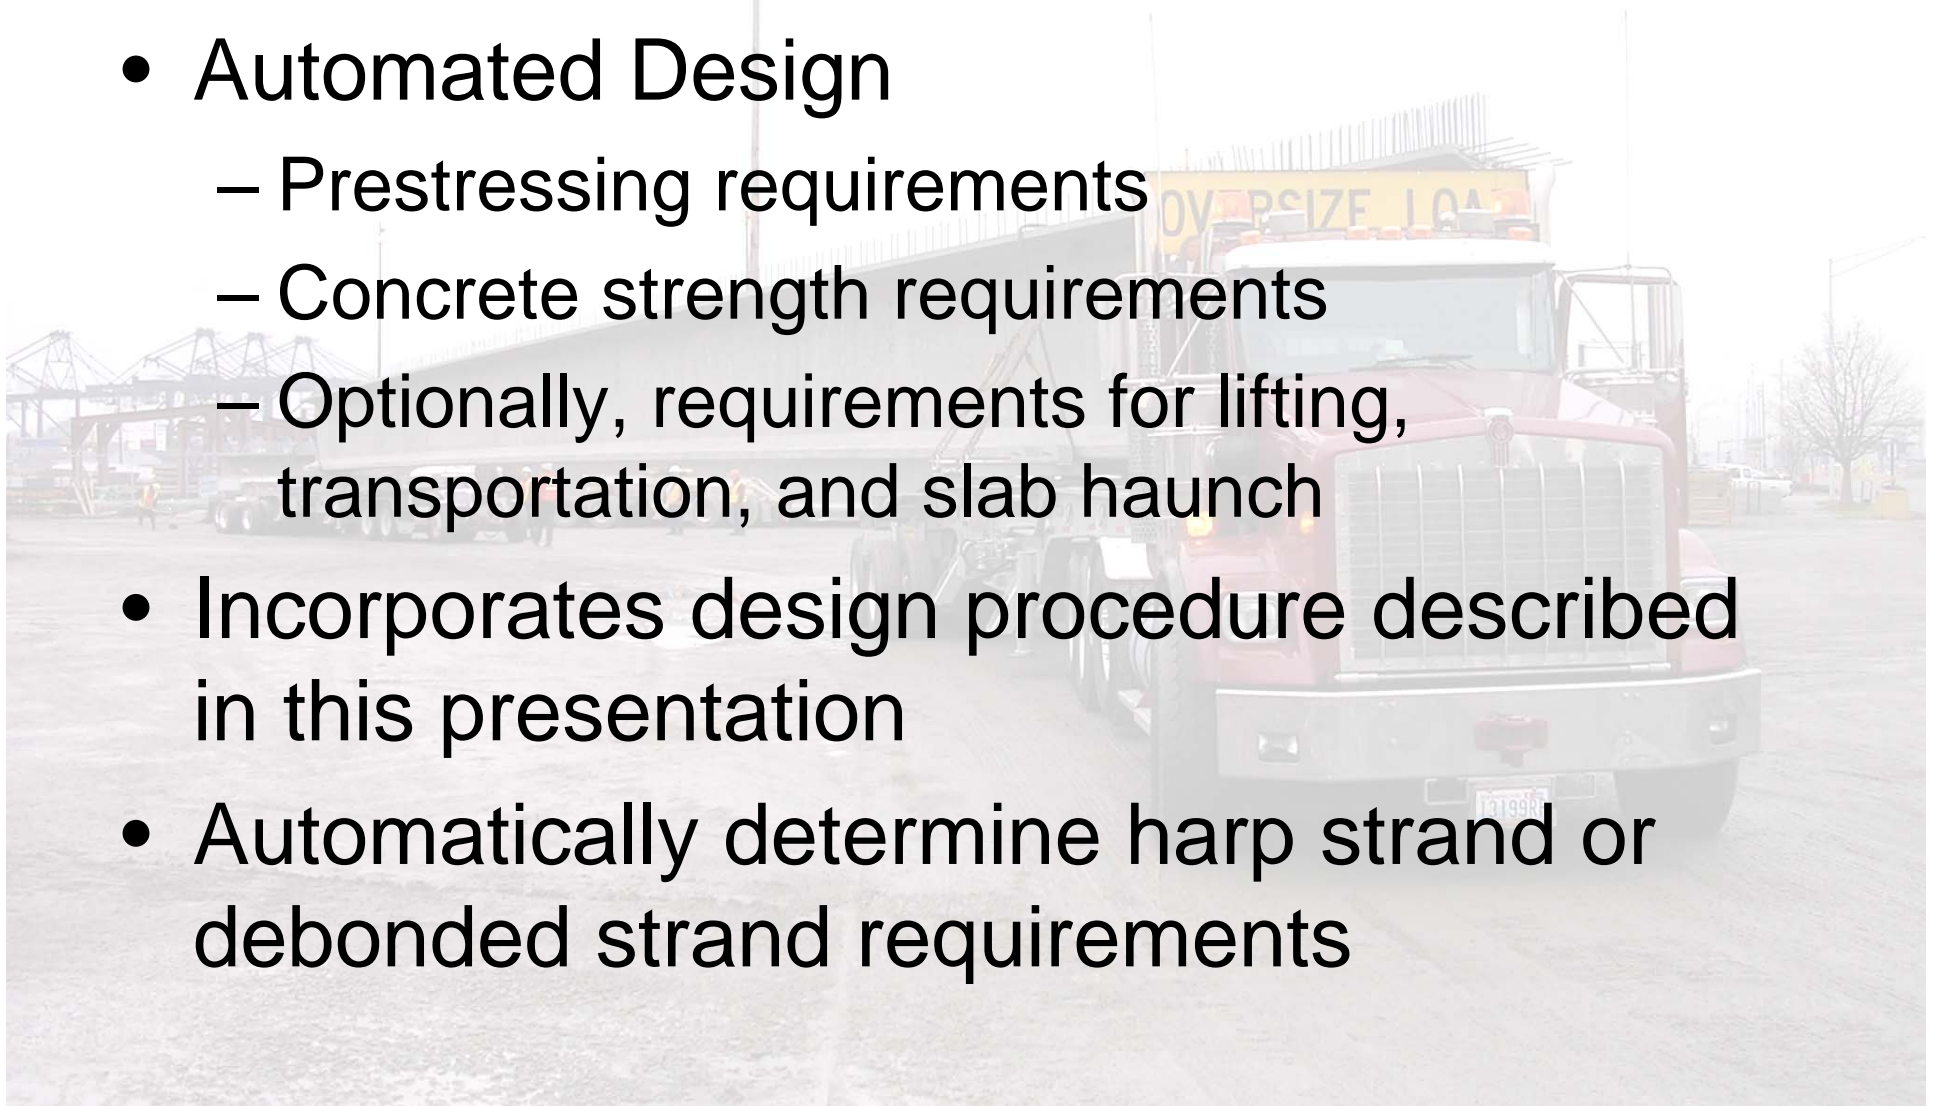 • Automated Design
– Prestressing requirements
– Concrete strength requirements
– Optionally, requirements for lifting,
transportation, and slab haunch
• Incorporates design procedure described
in this presentation
• Automatically determine harp strand or
debonded strand requirements